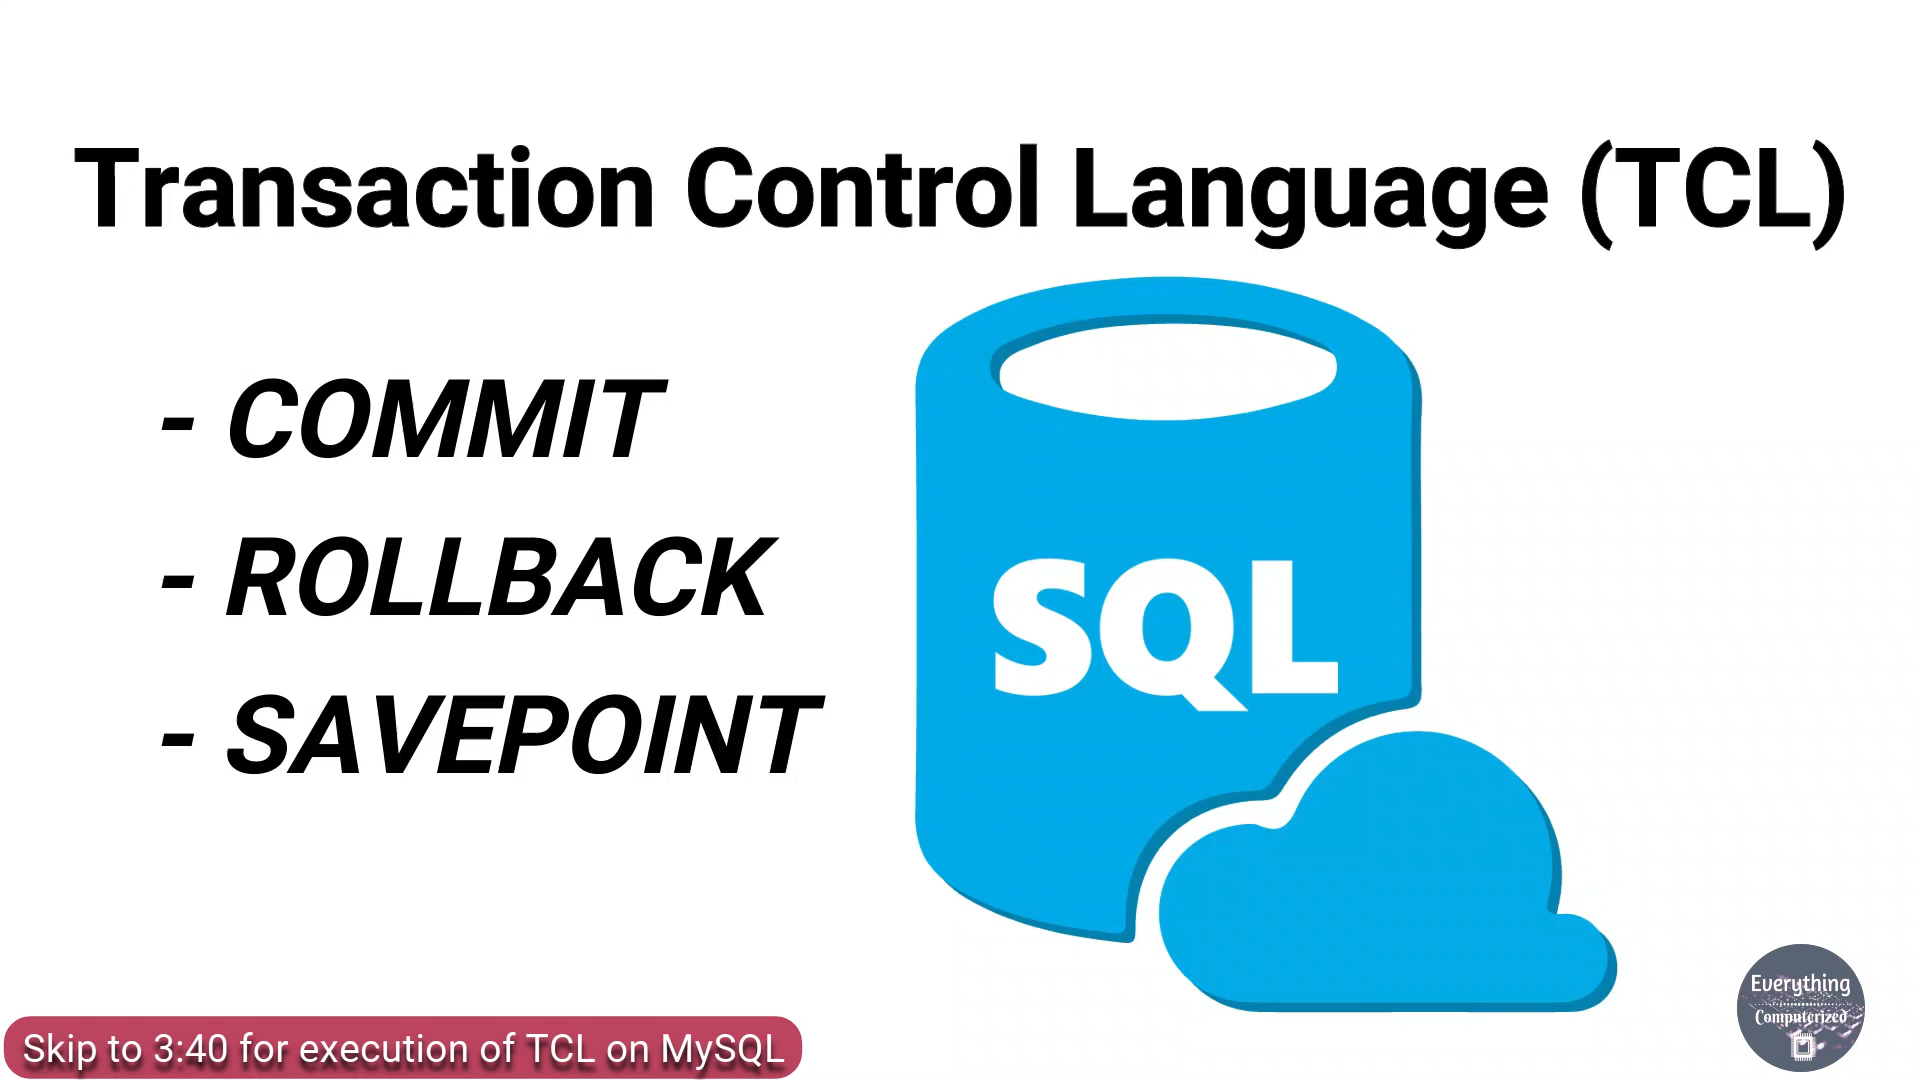 Transaction Control Language (TCL)
- COMMIT
- ROLLBACK
- SAVEPOINT
SQL
Skip to 3:40 for execution of TCL on MySQL
Everything
Computerized